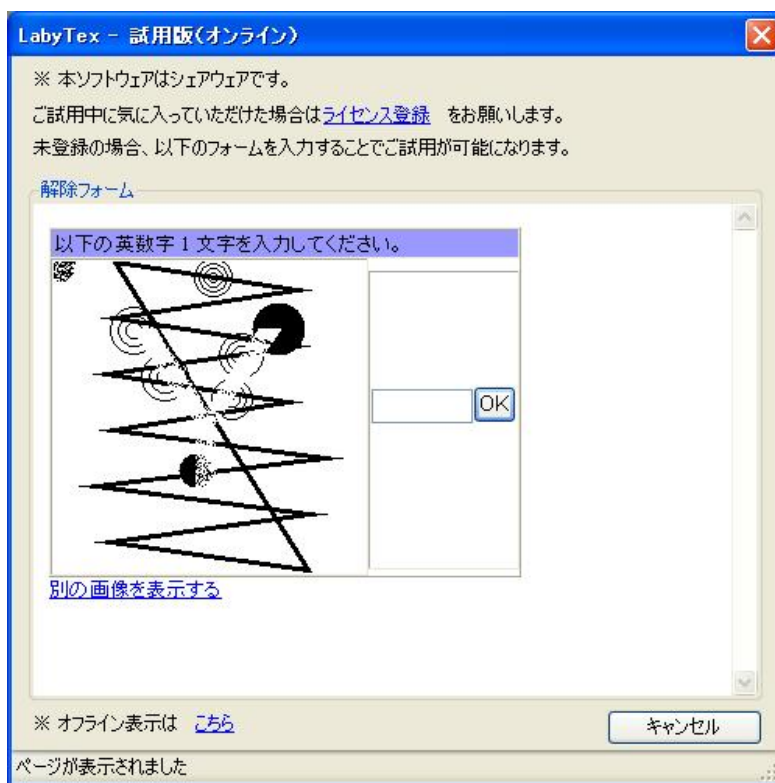 LabyTex - 試用版(オンライン)
※ 本ソフトウェアはシェアウェアです。
ご試用中に気に入っていただけた場合はライセンス登録 をお願いします。
未登録の場合、以下のフォームを入力することでご試用が可能になります。
解除フォーム
以下の英数字1文字を入力してください。
OK
別の画像を表示する
※ オフライン表示は こちら
キャンセル
ページが表示されました